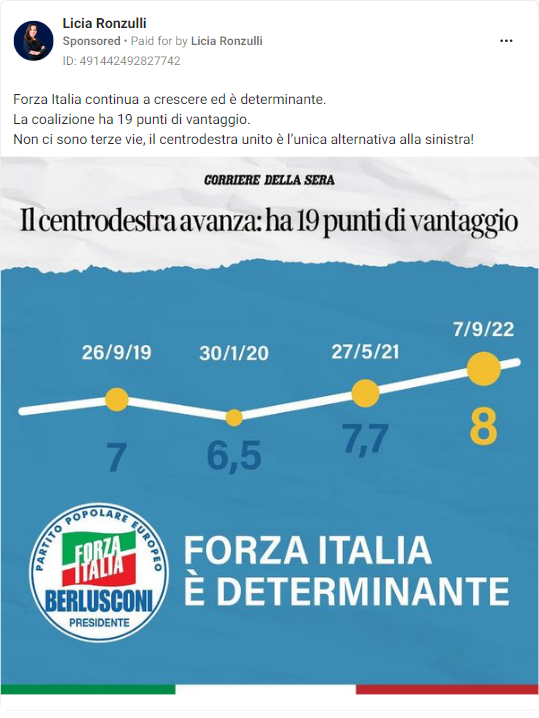 Licia Ronzulli
Sponsored • Paid for by Licia Ronzulli
ID: 491442492827742
Forza Italia continua a crescere ed è determinante.
La coalizione ha 19 punti di vantaggio.
Non ci sono terze vie, il centrodestra unito è l'unica alternativa alla sinistra!
CORRIERE DELLA SERA
Il centrodestra avanza: ha 19 punti di vantaggio
26/9/19
30/1/20
27/5/21
7/9/22
7
6,5
7,7
8
PARTITO POPOLARE EUROPEO
FORZA
ITALIA
BERLUSCONI
PRESIDENTE
FORZA ITALIA
È DETERMINANTE